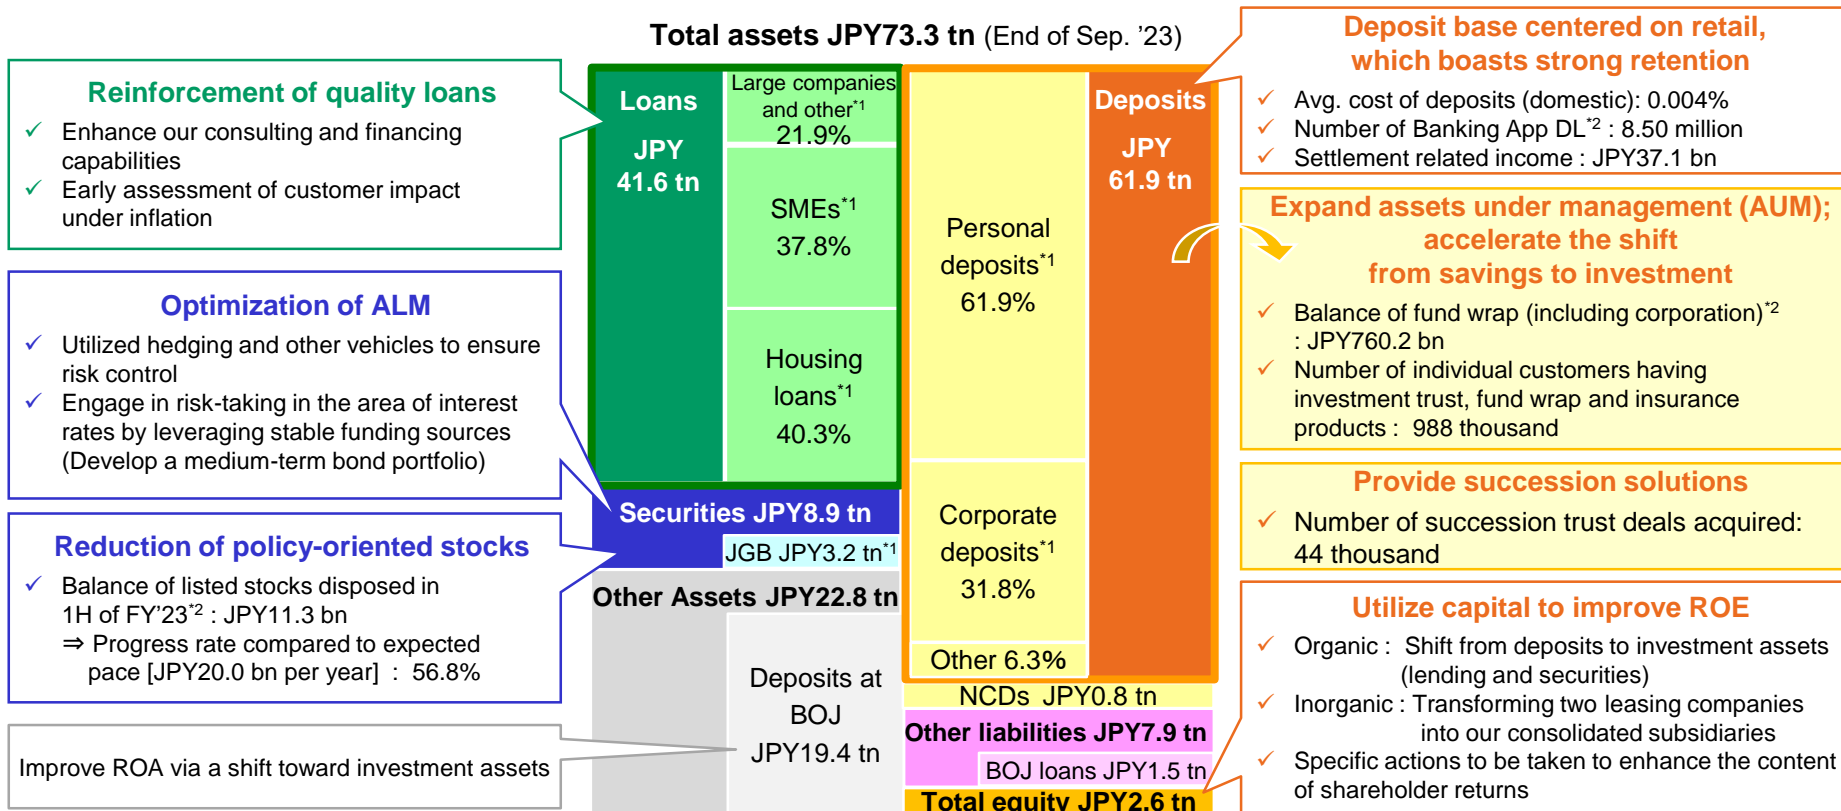 Total assets JPY73.3 tn (End of Sep. '23)
Reinforcement of quality loans
✓ Enhance our consulting and financing
capabilities
✓ Early assessment of customer impact
under inflation
Optimization of ALM
✓ Utilized hedging and other vehicles to ensure
risk control
✓ Engage in risk-taking in the area of interest
rates by leveraging stable funding sources
(Develop a medium-term bond portfolio)
Reduction of policy-oriented stocks
✓ Balance of listed stocks disposed in
1H of FY'23*2 : JPY11.3 bn
⇒ Progress rate compared to expected
pace [JPY20.0 bn per year] : 56.8%
Improve ROA via a shift toward investment assets
Loans
JPY
41.6 tn
Large companies
and other*1
21.9%
SMEs*1
37.8%
Housing
loans*1
40.3%
Securities JPY8.9 tn
JGB JPY3.2 tn*1
Other Assets JPY22.8 tn
Deposits at
BOJ
JPY19.4 tn
Personal
deposits*1
61.9%
Corporate
deposits*1
31.8%
Other 6.3%
Deposits
JPY
61.9 tn
NCDs JPY0.8 tn
Other liabilities JPY7.9 tn
BOJ loans JPY1.5 tn
Total equity JPY2.6 tn
Deposit base centered on retail,
which boasts strong retention
✓ Avg. cost of deposits (domestic): 0.004%
✓ Number of Banking App DL*2 : 8.50 million
✓ Settlement related income : JPY37.1 bn
Expand assets under management (AUM);
accelerate the shift
from savings to investment
✓ Balance of fund wrap (including corporation)*2
: JPY760.2 bn
✓ Number of individual customers having
investment trust, fund wrap and insurance
products : 988 thousand
Provide succession solutions
✓ Number of succession trust deals acquired:
44 thousand
Utilize capital to improve ROE
✓ Organic : Shift from deposits to investment assets
(lending and securities)
✓ Inorganic : Transforming two leasing companies
into our consolidated subsidiaries
✓ Specific actions to be taken to enhance the content
of shareholder returns